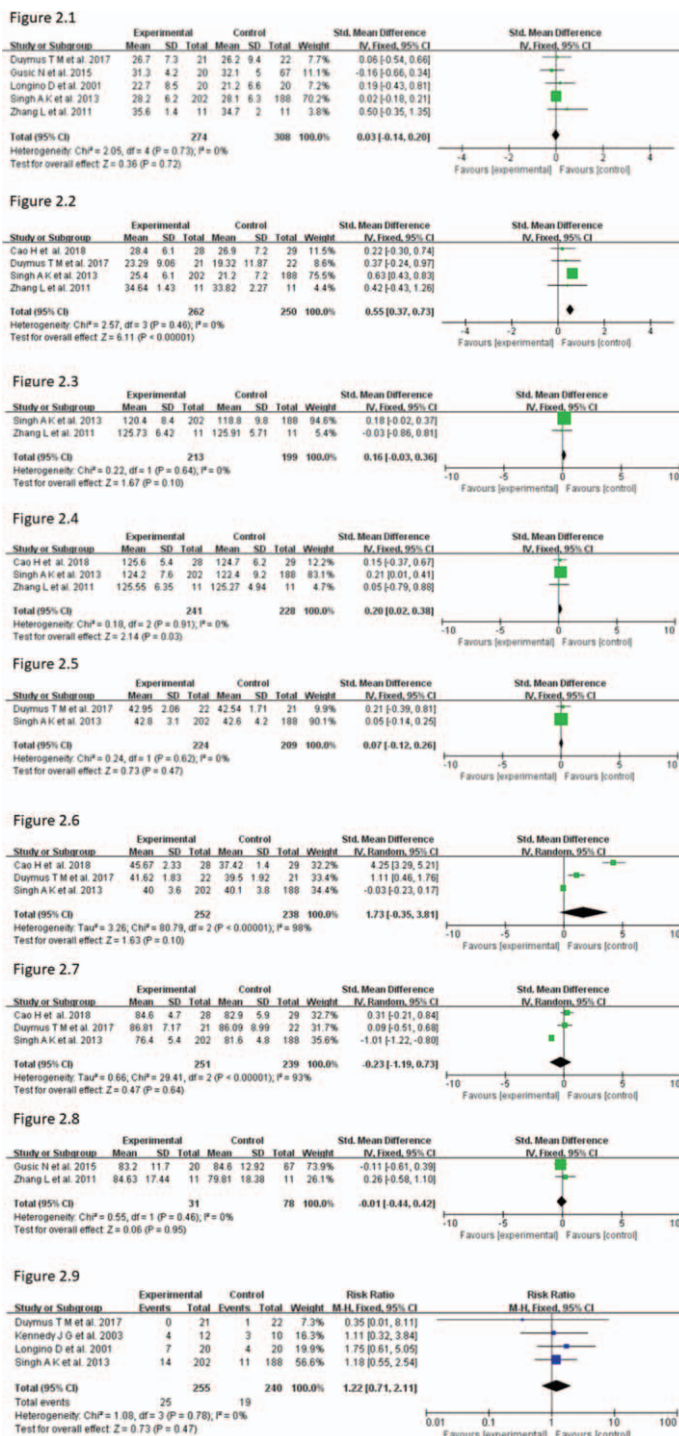 Figure 2.1
Experimental Control Std. Mean Difference Std. Mean Difference
Study or Subgroup Mean SD Total Mean SD Total Weight IV, Fixed, 95% CI IV, Fixed, 95% CI
Duymus T M et al. 2017 26.7 7.3 21 26.2 9.4 22 7.7% 0.06 [-0.54, 0.66]
Gusic N et al. 2015 31.3 4.2 20 32.1 5 67 11.1% -0.16 [-0.66, 0.34]
Longino D et al. 2001 22.7 8.5 20 21.2 6.6 20 7.2% 0.19 [-0.43, 0.81]
Singh A K et al. 2013 28.2 6.2 202 28.1 6.3 188 70.2% 0.02 [-0.18, 0.21]
Zhang L et al. 2011 35.6 1.4 11 34.7 2 11 3.8% 0.50 [-0.35, 1.35]
Total (95% CI) 274 308 100.0% 0.03 [-0.14, 0.20]
Heterogeneity: Chi² = 2.05, df = 4 (P = 0.73); I² = 0%
Test for overall effect: Z = 0.36 (P = 0.72)
-4 -2 0 2 4
Favours [experimental] Favours [control]
Figure 2.2
Experimental Control Std. Mean Difference Std. Mean Difference
Study or Subgroup Mean SD Total Mean SD Total Weight IV, Fixed, 95% CI IV, Fixed, 95% CI
Cao H et al. 2018 28.4 6.1 28 26.9 7.2 29 11.5% 0.22 [-0.30, 0.74]
Duymus T M et al. 2017 23.29 9.06 21 19.32 11.87 22 8.6% 0.37 [-0.24, 0.97]
Singh A K et al. 2013 25.4 6.1 202 21.2 7.2 188 75.5% 0.63 [0.43, 0.83]
Zhang L et al. 2011 34.64 1.43 11 33.82 2.27 11 4.4% 0.42 [-0.43, 1.26]
Total (95% CI) 262 250 100.0% 0.55 [0.37, 0.73]
Heterogeneity: Chi² = 2.57, df = 3 (P = 0.46); I² = 0%
Test for overall effect: Z = 6.11 (P < 0.00001)
-4 -2 0 2 4
Favours [experimental] Favours [control]
Figure 2.3
Experimental Control Std. Mean Difference Std. Mean Difference
Study or Subgroup Mean SD Total Mean SD Total Weight IV, Fixed, 95% CI IV, Fixed, 95% CI
Singh A K et al. 2013 120.4 8.4 202 118.8 9.8 188 94.6% 0.18 [-0.02, 0.37]
Zhang L et al. 2011 125.73 6.42 11 125.91 5.71 11 5.4% -0.03 [-0.86, 0.81]
Total (95% CI) 213 199 100.0% 0.16 [-0.03, 0.36]
Heterogeneity: Chi² = 0.22, df = 1 (P = 0.64); I² = 0%
Test for overall effect: Z = 1.67 (P = 0.10)
-10 -5 0 5 10
Favours [experimental] Favours [control]
Figure 2.4
Experimental Control Std. Mean Difference Std. Mean Difference
Study or Subgroup Mean SD Total Mean SD Total Weight IV, Fixed, 95% CI IV, Fixed, 95% CI
Cao H et al. 2018 125.6 5.4 28 124.7 6.2 29 12.2% 0.15 [-0.37, 0.67]
Singh A K et al. 2013 124.2 7.6 202 122.4 9.2 188 83.1% 0.21 [0.01, 0.41]
Zhang L et al. 2011 125.55 6.35 11 125.27 4.94 11 4.7% 0.05 [-0.79, 0.88]
Total (95% CI) 241 228 100.0% 0.20 [0.02, 0.38]
Heterogeneity: Chi² = 0.18, df = 2 (P = 0.91); I² = 0%
Test for overall effect: Z = 2.14 (P = 0.03)
-10 -5 0 5 10
Favours [experimental] Favours [control]
Figure 2.5
Experimental Control Std. Mean Difference Std. Mean Difference
Study or Subgroup Mean SD Total Mean SD Total Weight IV, Fixed, 95% CI IV, Fixed, 95% CI
Duymus T M et al. 2017 42.95 2.06 22 42.54 1.71 21 9.9% 0.21 [-0.39, 0.81]
Singh A K et al. 2013 42.8 3.1 202 42.6 4.2 188 90.1% 0.05 [-0.14, 0.25]
Total (95% CI) 224 209 100.0% 0.07 [-0.12, 0.26]
Heterogeneity: Chi² = 0.24, df = 1 (P = 0.62); I² = 0%
Test for overall effect: Z = 0.73 (P = 0.47)
-10 -5 0 5 10
Favours [experimental] Favours [control]
Figure 2.6
Experimental Control Std. Mean Difference Std. Mean Difference
Study or Subgroup Mean SD Total Mean SD Total Weight IV, Random, 95% CI IV, Random, 95% CI
Cao H et al. 2018 45.67 2.33 28 37.42 1.4 29 32.2% 4.25 [3.29, 5.21]
Duymus T M et al. 2017 41.62 1.83 22 39.5 1.92 21 33.4% 1.11 [0.46, 1.76]
Singh A K et al. 2013 40 3.6 202 40.1 3.8 188 34.4% -0.03 [-0.23, 0.17]
Total (95% CI) 252 238 100.0% 1.73 [-0.35, 3.81]
Heterogeneity: Tau² = 3.26; Chi² = 80.79, df = 2 (P < 0.00001); I² = 98%
Test for overall effect: Z = 1.63 (P = 0.10)
-10 -5 0 5 10
Favours [experimental] Favours [control]
Figure 2.7
Experimental Control Std. Mean Difference Std. Mean Difference
Study or Subgroup Mean SD Total Mean SD Total Weight IV, Random, 95% CI IV, Random, 95% CI
Cao H et al. 2018 84.6 4.7 28 82.9 5.9 29 32.7% 0.31 [-0.21, 0.84]
Duymus T M et al. 2017 86.81 7.17 21 86.09 8.99 22 31.7% 0.09 [-0.51, 0.68]
Singh A K et al. 2013 76.4 5.4 202 81.6 4.8 188 35.6% -1.01 [-1.22, -0.80]
Total (95% CI) 251 239 100.0% -0.23 [-1.19, 0.73]
Heterogeneity: Tau² = 0.66; Chi² = 29.41, df = 2 (P < 0.00001); I² = 93%
Test for overall effect: Z = 0.47 (P = 0.64)
-10 -5 0 5 10
Favours [experimental] Favours [control]
Figure 2.8
Experimental Control Std. Mean Difference Std. Mean Difference
Study or Subgroup Mean SD Total Mean SD Total Weight IV, Fixed, 95% CI IV, Fixed, 95% CI
Gusic N et al. 2015 83.2 11.7 20 84.6 12.92 67 73.9% -0.11 [-0.61, 0.39]
Zhang L et al. 2011 84.63 17.44 11 79.81 18.38 11 26.1% 0.26 [-0.58, 1.10]
Total (95% CI) 31 78 100.0% -0.01 [-0.44, 0.42]
Heterogeneity: Chi² = 0.55, df = 1 (P = 0.46); I² = 0%
Test for overall effect: Z = 0.06 (P = 0.95)
-10 -5 0 5 10
Favours [experimental] Favours [control]
Figure 2.9
Experimental Control Risk Ratio Risk Ratio
Study or Subgroup Events Total Events Total Weight M-H, Fixed, 95% CI M-H, Fixed, 95% CI
Duymus T M et al. 2017 0 21 1 22 7.3% 0.35 [0.01, 8.11]
Kennedy J G et al. 2003 4 12 3 10 16.3% 1.11 [0.32, 3.84]
Longino D et al. 2001 7 20 4 20 19.9% 1.75 [0.61, 5.05]
Singh A K et al. 2013 14 202 11 188 56.6% 1.18 [0.55, 2.54]
Total (95% CI) 255 240 100.0% 1.22 [0.71, 2.11]
Total events 25 19
Heterogeneity: Chi² = 1.08, df = 3 (P = 0.78); I² = 0%
Test for overall effect: Z = 0.73 (P = 0.47)
0.01 0.1 1 10 100
Favours [experimental] Favours [control]